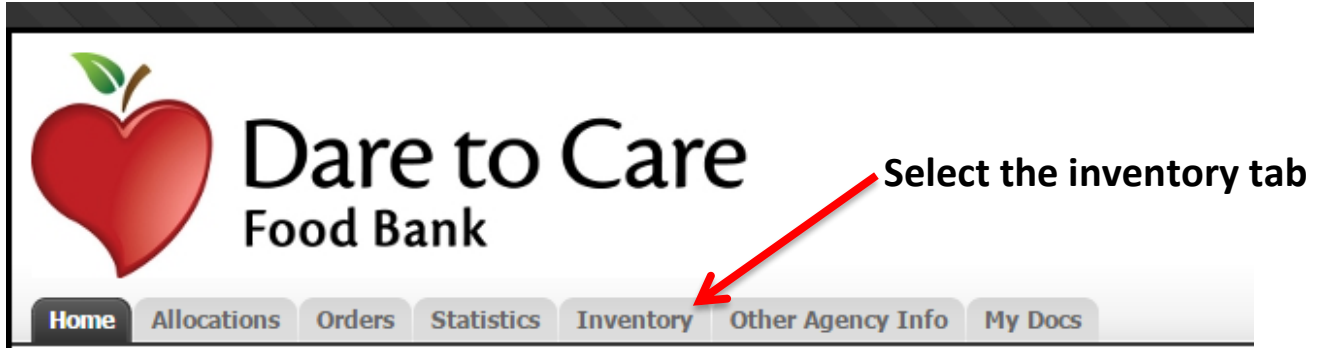 Dare to Care
Food Bank
Select the inventory tab
Home Allocations Orders Statistics Inventory Other Agency Info My Docs